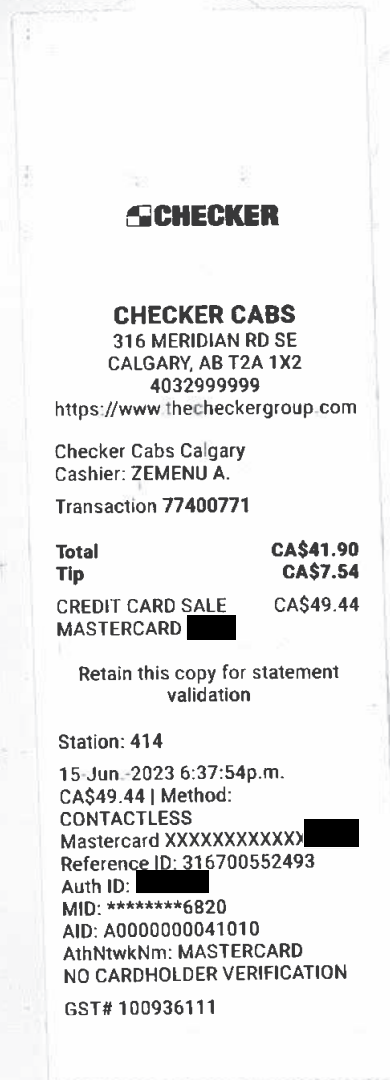 CHECKER
CHECKER CABS
316 MERIDIAN RD SE
CALGARY, AB T2A 1X2
4032999999
https://www.thecheckergroup.com
Checker Cabs Calgary
Cashier: ZEMENU A.
Transaction 77400771
Total CA$41.90
Tip CA$7.54
CREDIT CARD SALE CA$49.44
MASTERCARD
Retain this copy for statement
validation
Station: 414
15-Jun.-2023 6:37:54p.m.
CA$49.44 | Method:
CONTACTLESS
Mastercard XXXXXXXXXXXX
Reference ID: 316700552493
Auth ID:
MID: ********6820
AID: A0000000041010
AthNtwkNm: MASTERCARD
NO CARDHOLDER VERIFICATION
GST# 100936111